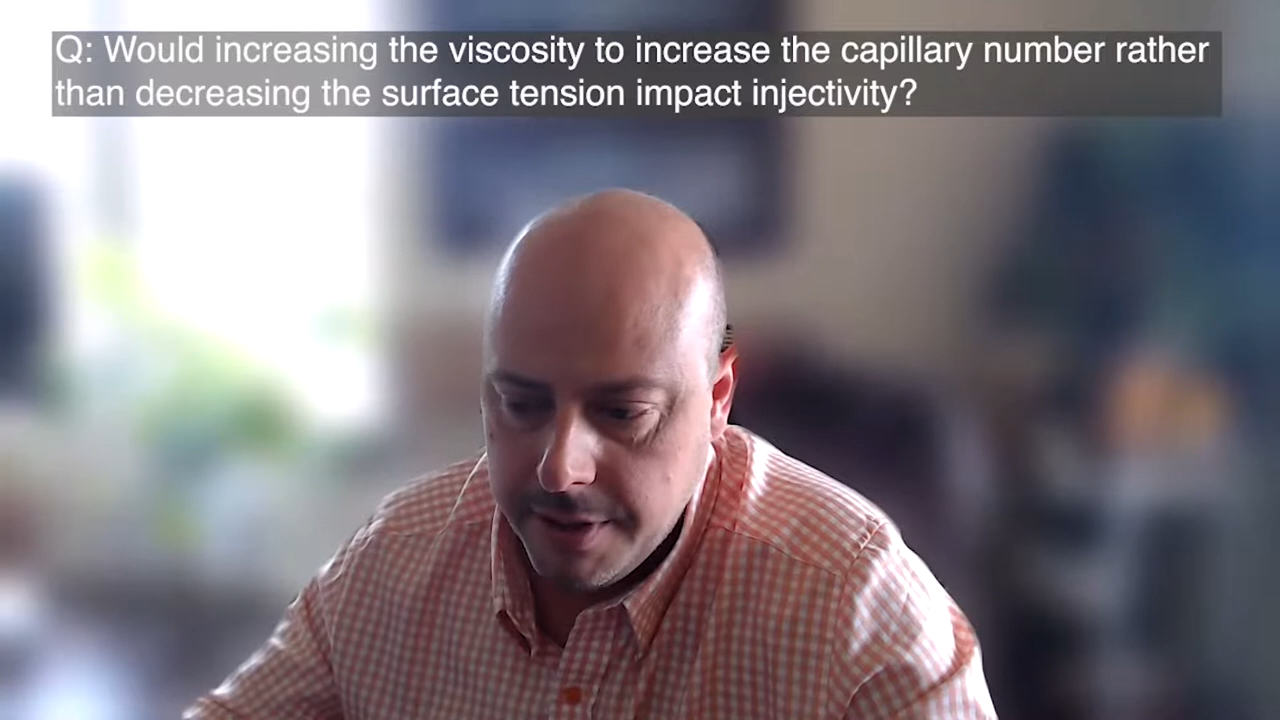 Q: Would increasing the viscosity to increase the capillary number rather
than decreasing the surface tension impact injectivity?